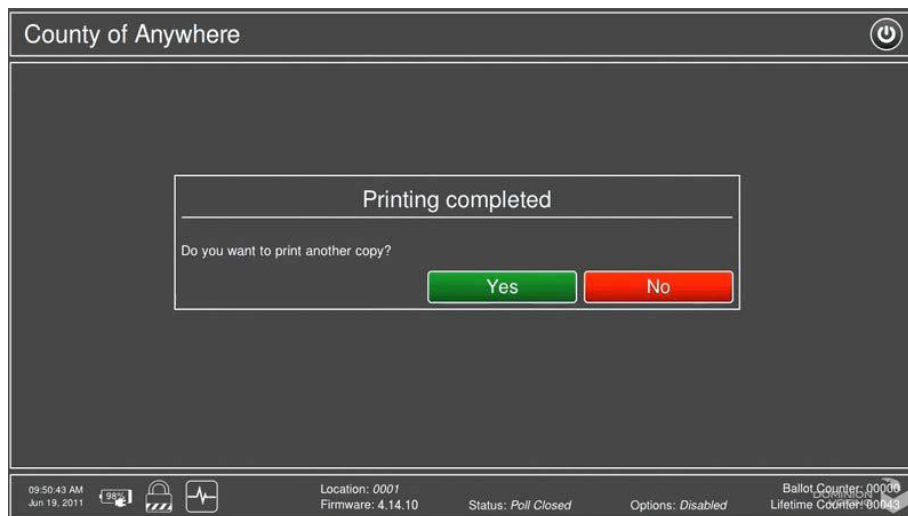 County of Anywhere
Printing completed
Do you want to print another copy?
Yes
No
09:50:43 AM
Jun 19, 2011
98%
Location: 0001
Firmware: 4.14.10
Status: Poll Closed
Options: Disabled
Ballot Counter: 00000
Lifetime Counter: 00043
DOMINION
VOTING